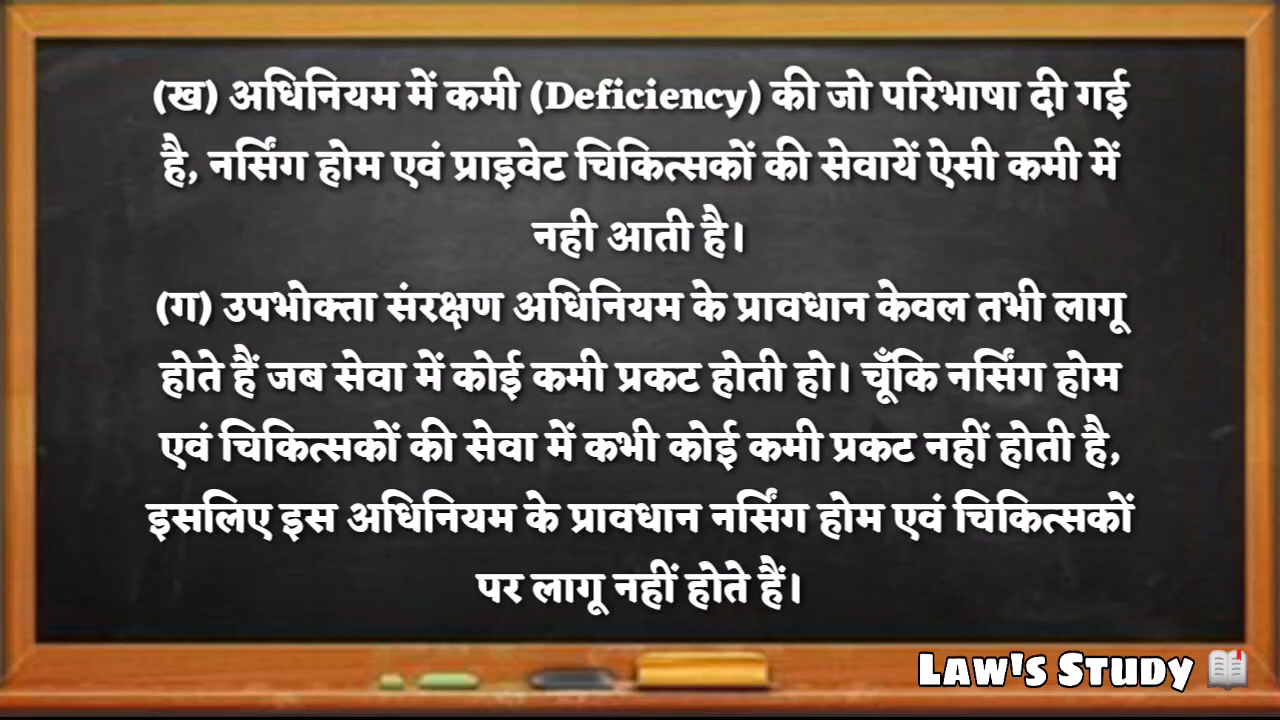 (ख) अधिनियम में कमी (Deficiency) की जो परिभाषा दी गई
है, नर्सिंग होम एवं प्राइवेट चिकित्सकों की सेवायें ऐसी कमी में
नही आती है।
(ग) उपभोक्ता संरक्षण अधिनियम के प्रावधान केवल तभी लागू
होते हैं जब सेवा में कोई कमी प्रकट होती हो। चूँकि नर्सिंग होम
एवं चिकित्सकों की सेवा में कभी कोई कमी प्रकट नहीं होती है,
इसलिए इस अधिनियम के प्रावधान नर्सिंग होम एवं चिकित्सकों
पर लागू नहीं होते हैं।
Law's Study